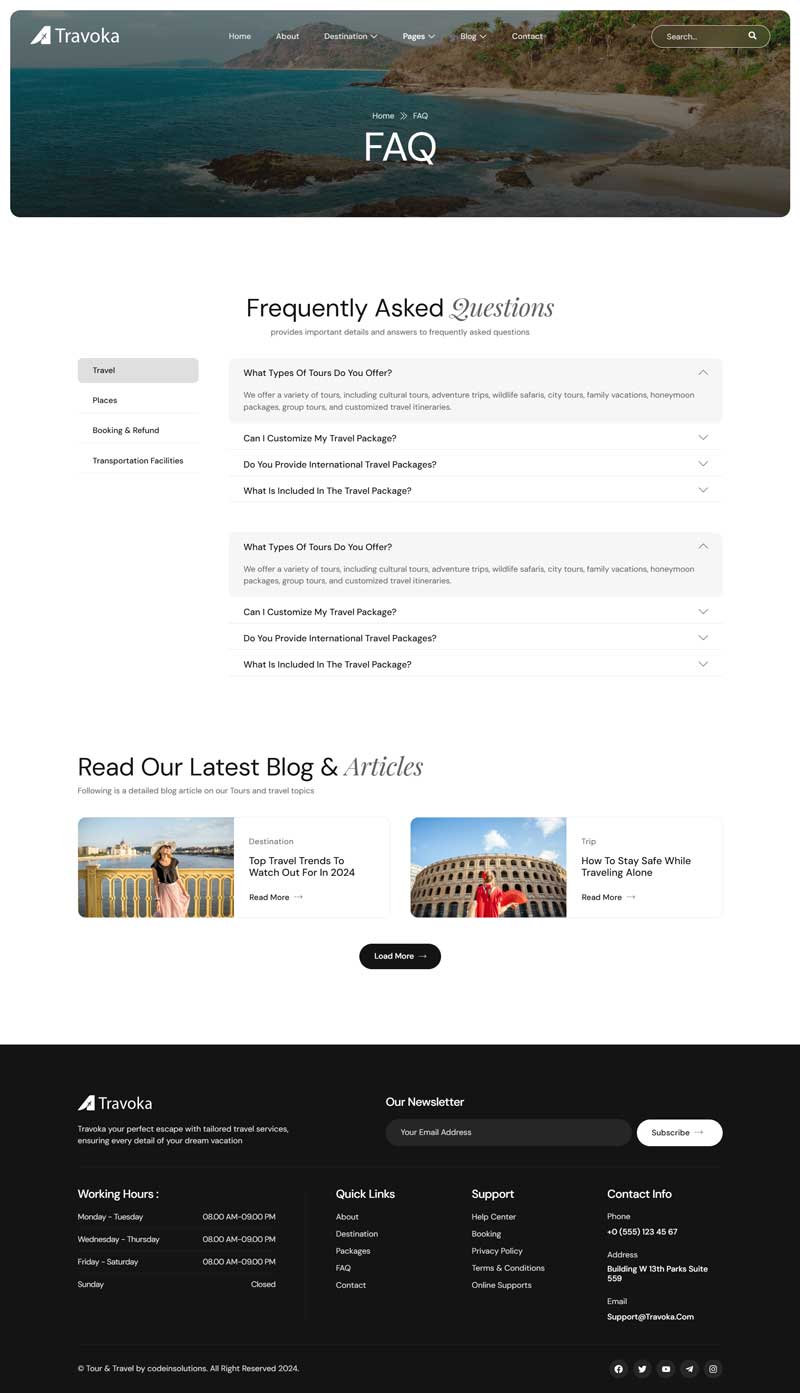 Travoka
Home
About
Destination
Pages
Blog
Contact
Search...
Home
FAQ
FAQ
Frequently Asked Questions
provides important details and answers to frequently asked questions
Travel
Places
Booking & Refund
Transportation Facilities
What Types Of Tours Do You Offer?
We offer a variety of tours, including cultural tours, adventure trips, wildlife safaris, city tours, family vacations, honeymoon
packages, group tours, and customized travel itineraries.
Can I Customize My Travel Package?
Do You Provide International Travel Packages?
What Is Included In The Travel Package?
What Types Of Tours Do You Offer?
We offer a variety of tours, including cultural tours, adventure trips, wildlife safaris, city tours, family vacations, honeymoon
packages, group tours, and customized travel itineraries.
Can I Customize My Travel Package?
Do You Provide International Travel Packages?
What Is Included In The Travel Package?
Read Our Latest Blog & Articles
Following is a detailed blog article on our Tours and travel topics
Destination
Top Travel Trends To
Watch Out For In 2024
Read More
Trip
How To Stay Safe While
Traveling Alone
Read More
Load More
Travoka
Travoka your perfect escape with tailored travel services,
ensuring every detail of your dream vacation
Our Newsletter
Your Email Address
Subscribe
Working Hours :
Monday - Tuesday 08.00 AM-09.00 PM
Wednesday - Thursday 08.00 AM-09.00 PM
Friday - Saturday 08.00 AM-09.00 PM
Sunday Closed
Quick Links
About
Destination
Packages
FAQ
Contact
Support
Help Center
Booking
Privacy Policy
Terms & Conditions
Online Supports
Contact Info
Phone
+0 (555) 123 45 67
Address
Building W 13th Parks Suite
559
Email
Support@Travoka.Com
© Tour & Travel by codeinsolutions. All Right Reserved 2024.